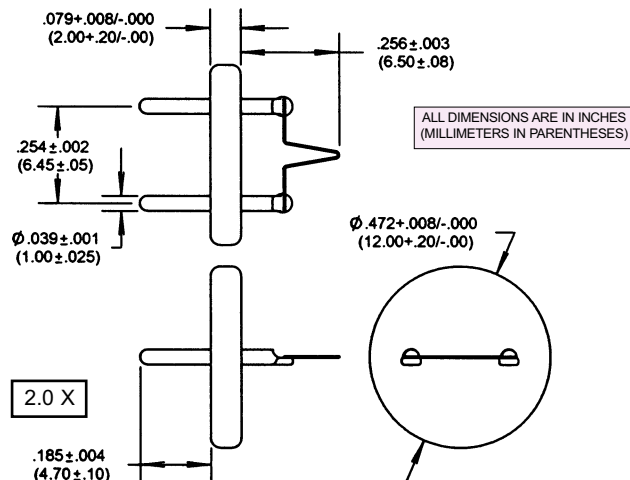 .079+.008/-.000
(2.00+.20/-.00)
.256±.003
(6.50±.08)
ALL DIMENSIONS ARE IN INCHES
(MILLIMETERS IN PARENTHESES)
.254±.002
(6.45±.05)
Ø.039±.001
(1.00±.025)
Ø.472+.008/-.000
(12.00+.20/-.00)
2.0 X
.185±.004
(4.70±.10)